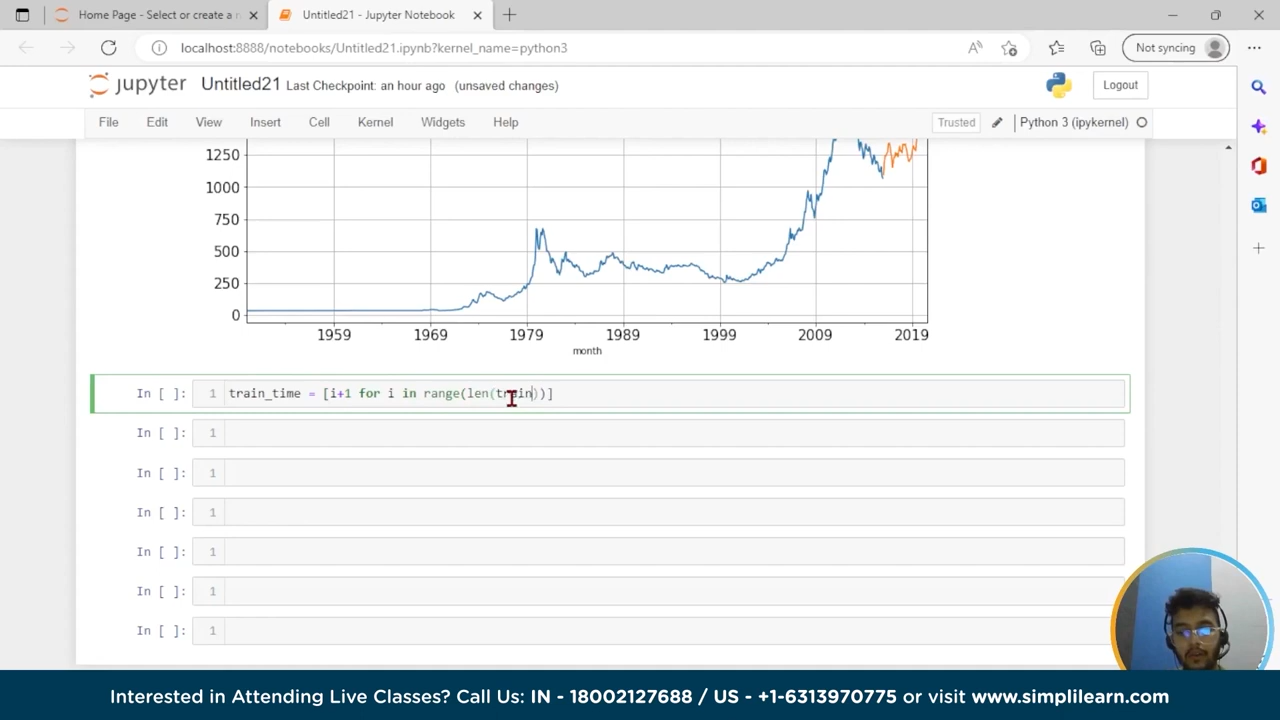 Home Page - Select or create a n
Untitled21 - Jupyter Notebook
localhost:8888/notebooks/Untitled21.ipynb?kernel_name=python3
Not syncing
jupyter Untitled21 Last Checkpoint: an hour ago (unsaved changes)
Logout
File Edit View Insert Cell Kernel Widgets Help
Trusted
Python 3 (ipykernel)
1250
1000
750
500
250
0
1959 1969 1979 1989 1999 2009 2019
month
In [ ]: 1 train_time = [i+1 for i in range(len(train))]
In [ ]: 1
In [ ]: 1
In [ ]: 1
In [ ]: 1
In [ ]: 1
In [ ]: 1
Interested in Attending Live Classes? Call Us: IN - 18002127688 / US - +1-6313970775 or visit www.simplilearn.com